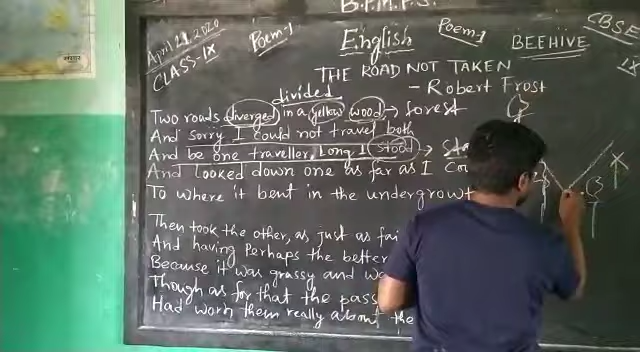 B.P.M.P.S.
April 21, 2020
CLASS-IX
Poem-1
English
Poem-1
BEEHIVE
CBSE
IX
THE ROAD NOT TAKEN
- Robert Frost
divided
Two roads diverged in a yellow wood → forest
And sorry I could not travel both
And be one traveller, long I stood →
And looked down one as far as I
To where it bent in the undergrowt
Then took the other, as just as fai
And having perhaps the better
Because it was grassy and wa
Though as for that the pass
Had worn them really about the